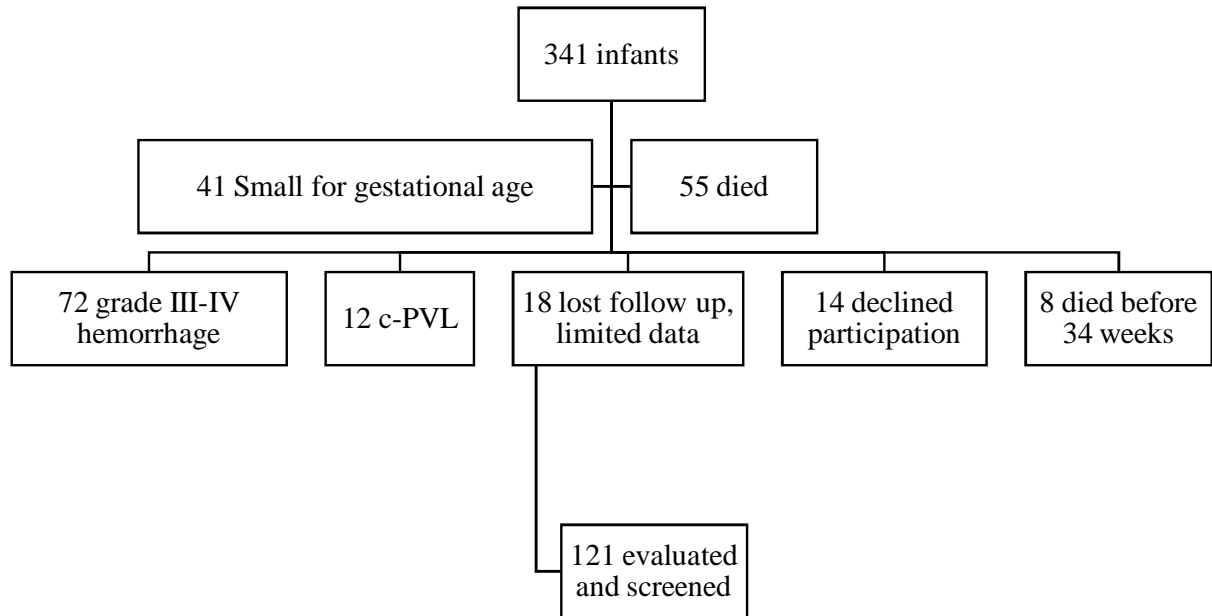 341 infants
41 Small for gestational age
55 died
72 grade III-IV
hemorrhage
12 c-PVL
18 lost follow up,
limited data
14 declined
participation
8 died before
34 weeks
121 evaluated
and screened